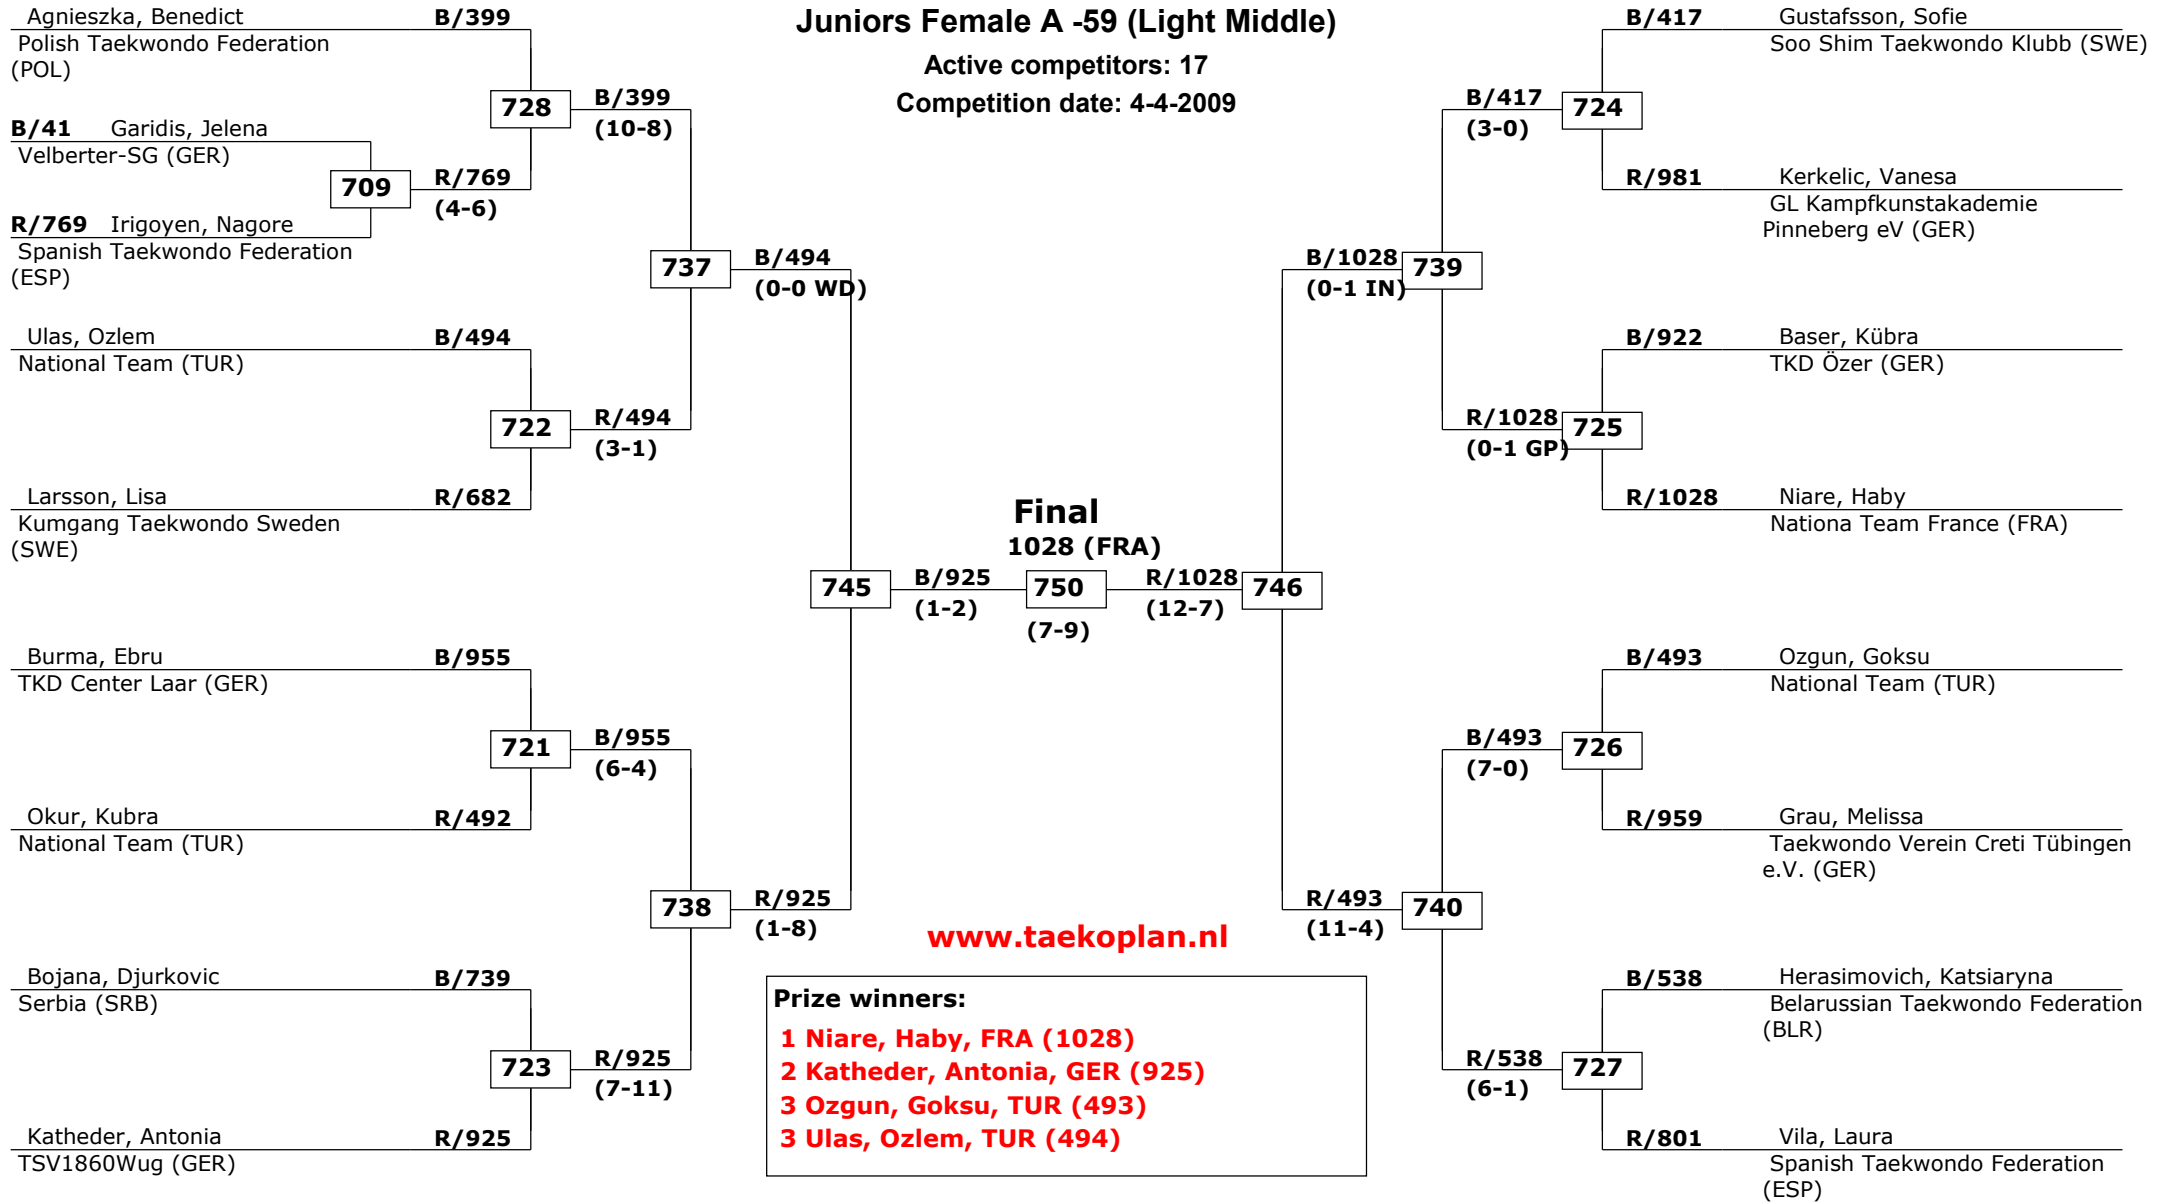 Juniors Female A -59 (Light Middle)
Active competitors: 17
Competition date: 4-4-2009
Agnieszka, Benedict B/399
Polish Taekwondo Federation
(POL)
728 B/399
(10-8)
B/41 Garidis, Jelena
Velberter-SG (GER)
709 R/769
(4-6)
R/769 Irigoyen, Nagore
Spanish Taekwondo Federation
(ESP)
737 B/494
(0-0 WD)
Ulas, Ozlem B/494
National Team (TUR)
722 R/494
(3-1)
Larsson, Lisa R/682
Kumgang Taekwondo Sweden
(SWE)
745 B/925
(1-2)
Burma, Ebru B/955
TKD Center Laar (GER)
721 B/955
(6-4)
Okur, Kubra R/492
National Team (TUR)
738 R/925
(1-8)
Bojana, Djurkovic B/739
Serbia (SRB)
723 R/925
(7-11)
Katheder, Antonia R/925
TSV1860Wug (GER)
Final
1028 (FRA)
750
(7-9)
B/417 Gustafsson, Sofie
Soo Shim Taekwondo Klubb (SWE)
B/417 724
(3-0)
R/981 Kerkelic, Vanesa
GL Kampfkunstakademie
Pinneberg eV (GER)
B/1028 739
(0-1 IN)
B/922 Baser, Kübra
TKD Özer (GER)
R/1028 725
(0-1 GP)
R/1028 Niare, Haby
Nationa Team France (FRA)
R/1028 746
(12-7)
B/493 Ozgun, Goksu
National Team (TUR)
B/493 726
(7-0)
R/959 Grau, Melissa
Taekwondo Verein Creti Tübingen
e.V. (GER)
R/493 740
(11-4)
B/538 Herasimovich, Katsiaryna
Belarussian Taekwondo Federation
(BLR)
R/538 727
(6-1)
R/801 Vila, Laura
Spanish Taekwondo Federation
(ESP)
www.taekoplan.nl
Prize winners:
1 Niare, Haby, FRA (1028)
2 Katheder, Antonia, GER (925)
3 Ozgun, Goksu, TUR (493)
3 Ulas, Ozlem, TUR (494)